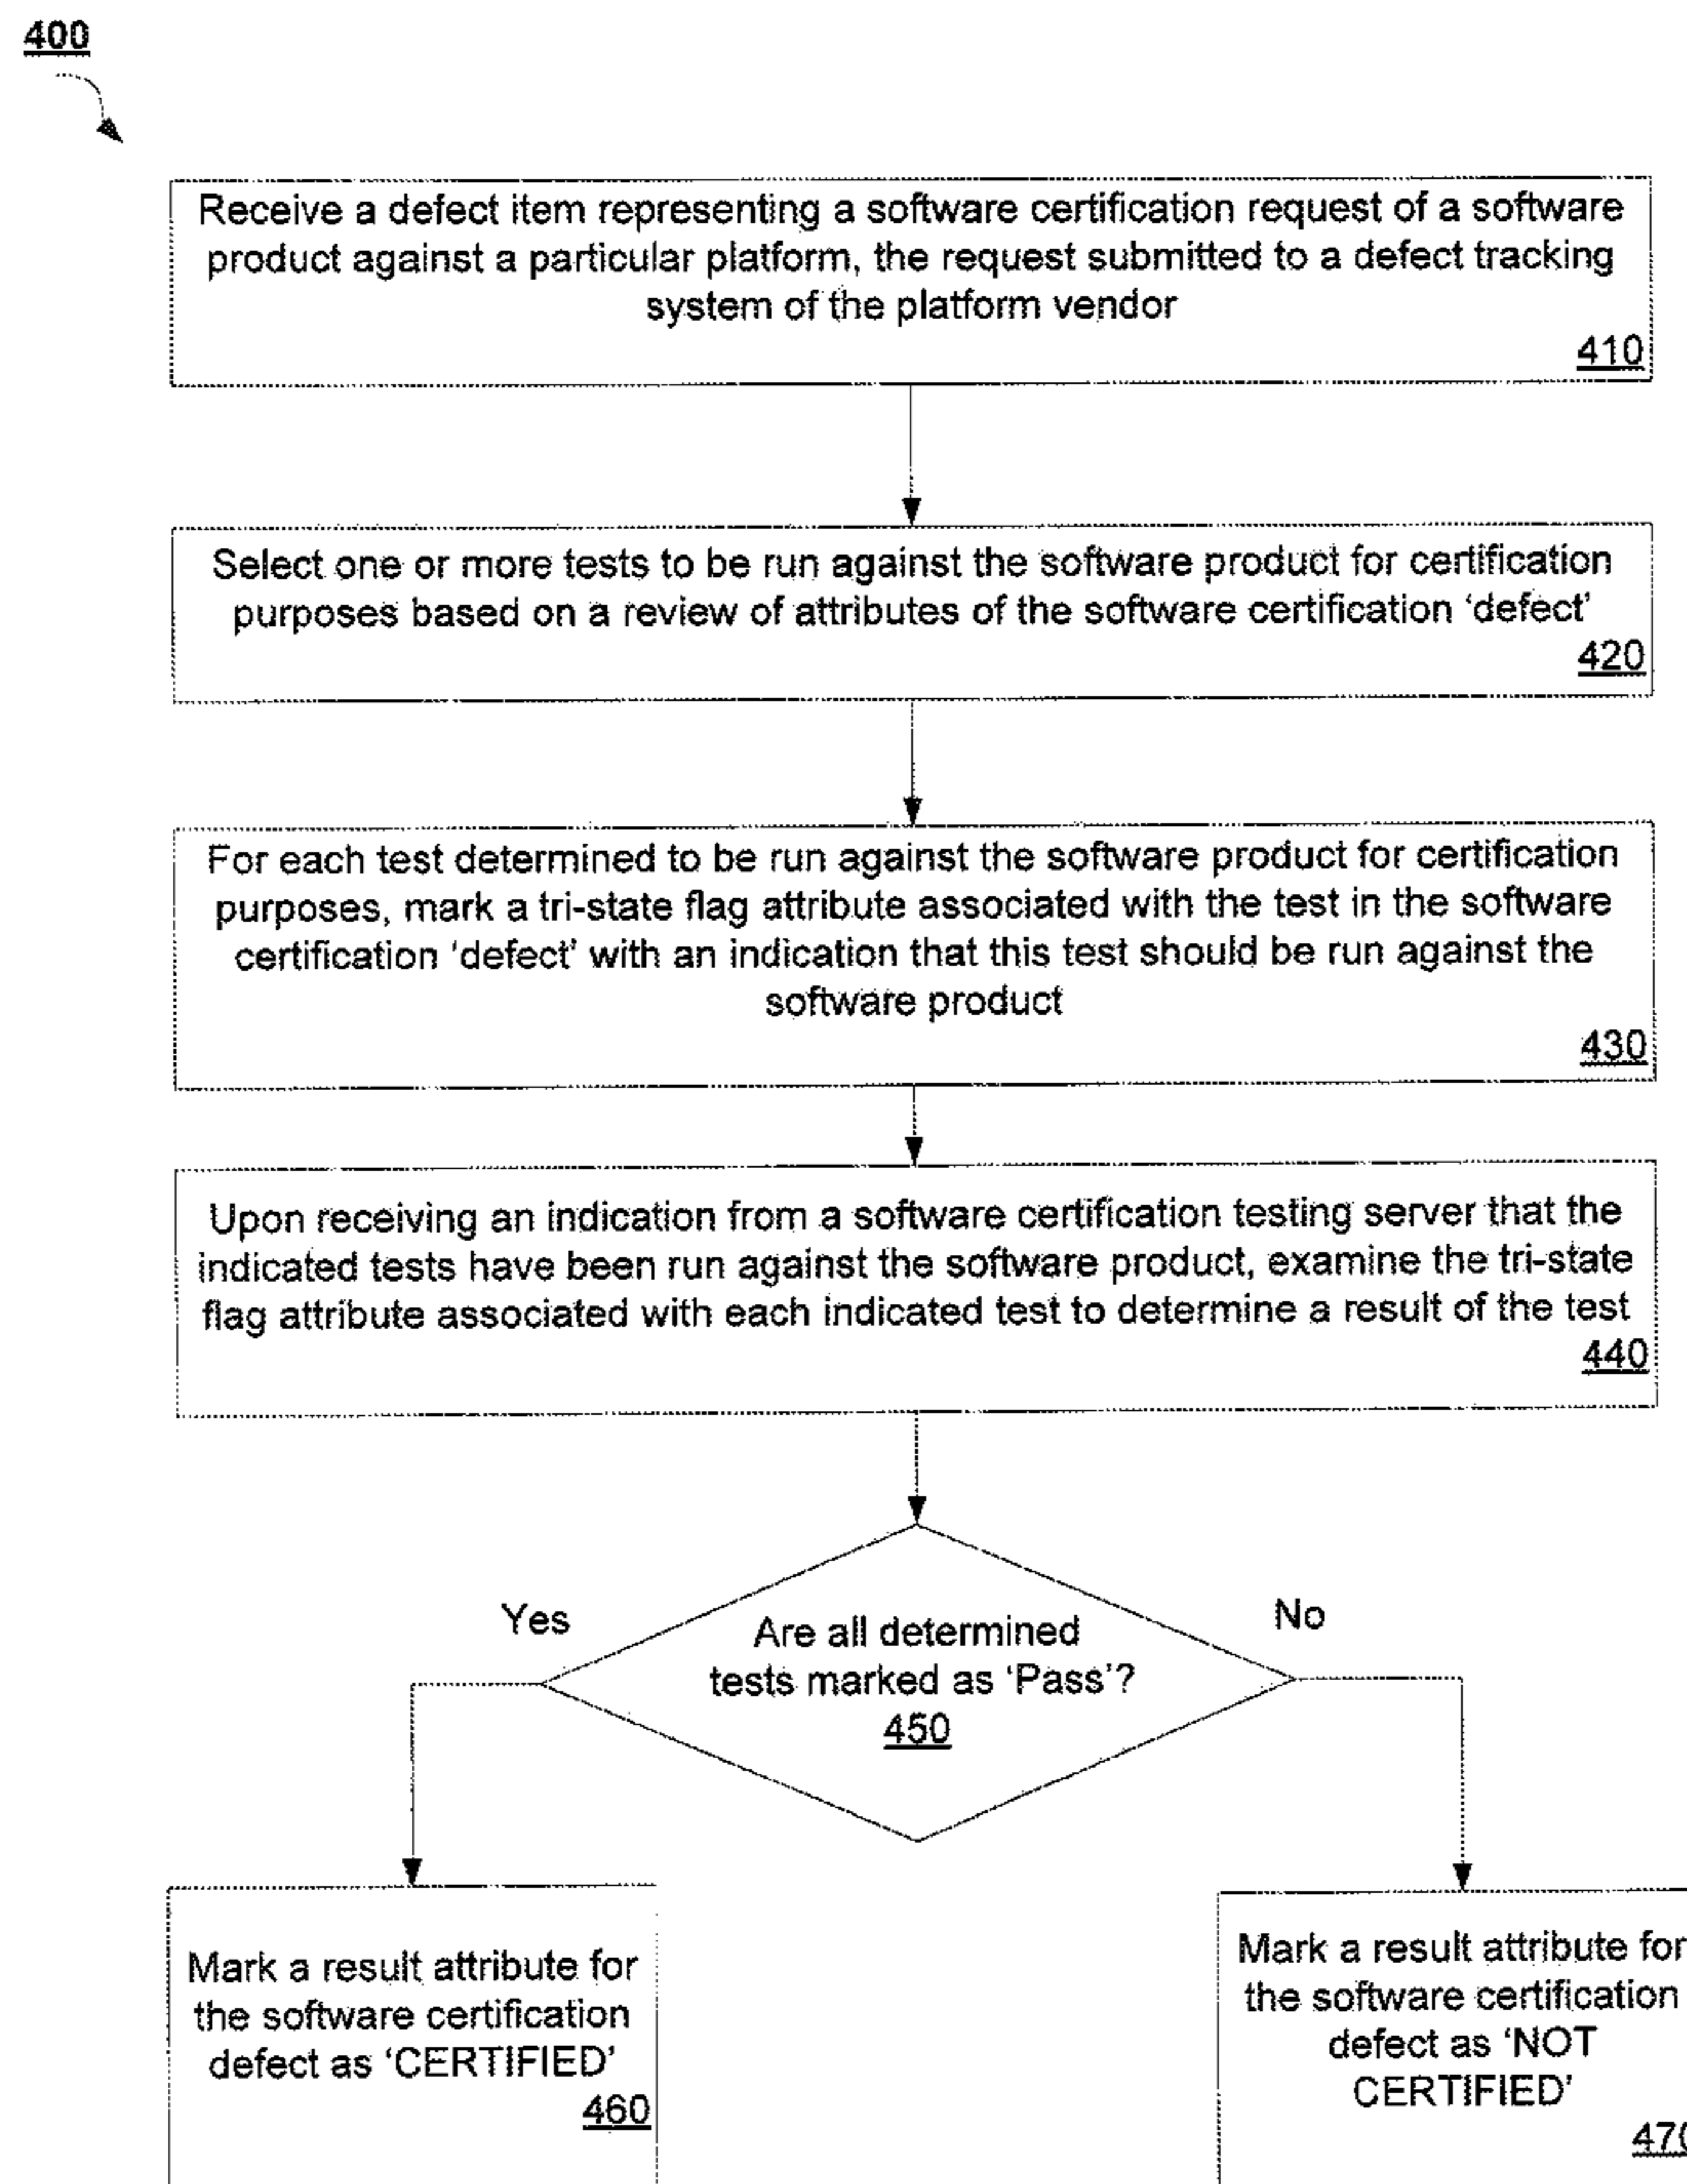 400
Receive a defect item representing a software certification request of a software
product against a particular platform, the request submitted to a defect tracking
system of the platform vendor
410
Select one or more tests to be run against the software product for certification
purposes based on a review of attributes of the software certification ‘defect’
420
For each test determined to be run against the software product for certification
purposes, mark a tri-state flag attribute associated with the test in the software
certification ‘defect’ with an indication that this test should be run against the
software product
430
Upon receiving an indication from a software certification testing server that the
indicated tests have been run against the software product, examine the tri-state
flag attribute associated with each indicated test to determine a result of the test
440
Yes
No
Are all determined
tests marked as ‘Pass’?
450
Mark a result attribute for
the software certification
defect as ‘CERTIFIED’
460
Mark a result attribute for
the software certification
defect as ‘NOT
CERTIFIED’
470